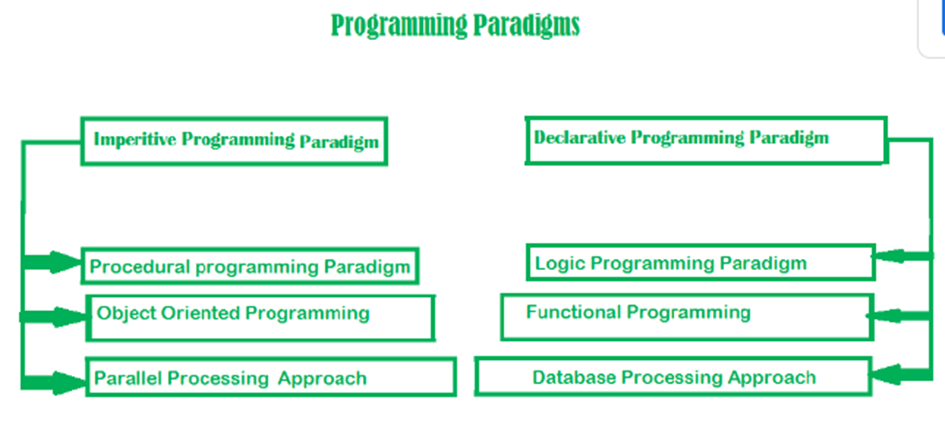 Programming Paradigms
Imperitive Programming Paradigm
Declarative Programming Paradigm
Procedural programming Paradigm
Logic Programming Paradigm
Object Oriented Programming
Functional Programming
Parallel Processing Approach
Database Processing Approach